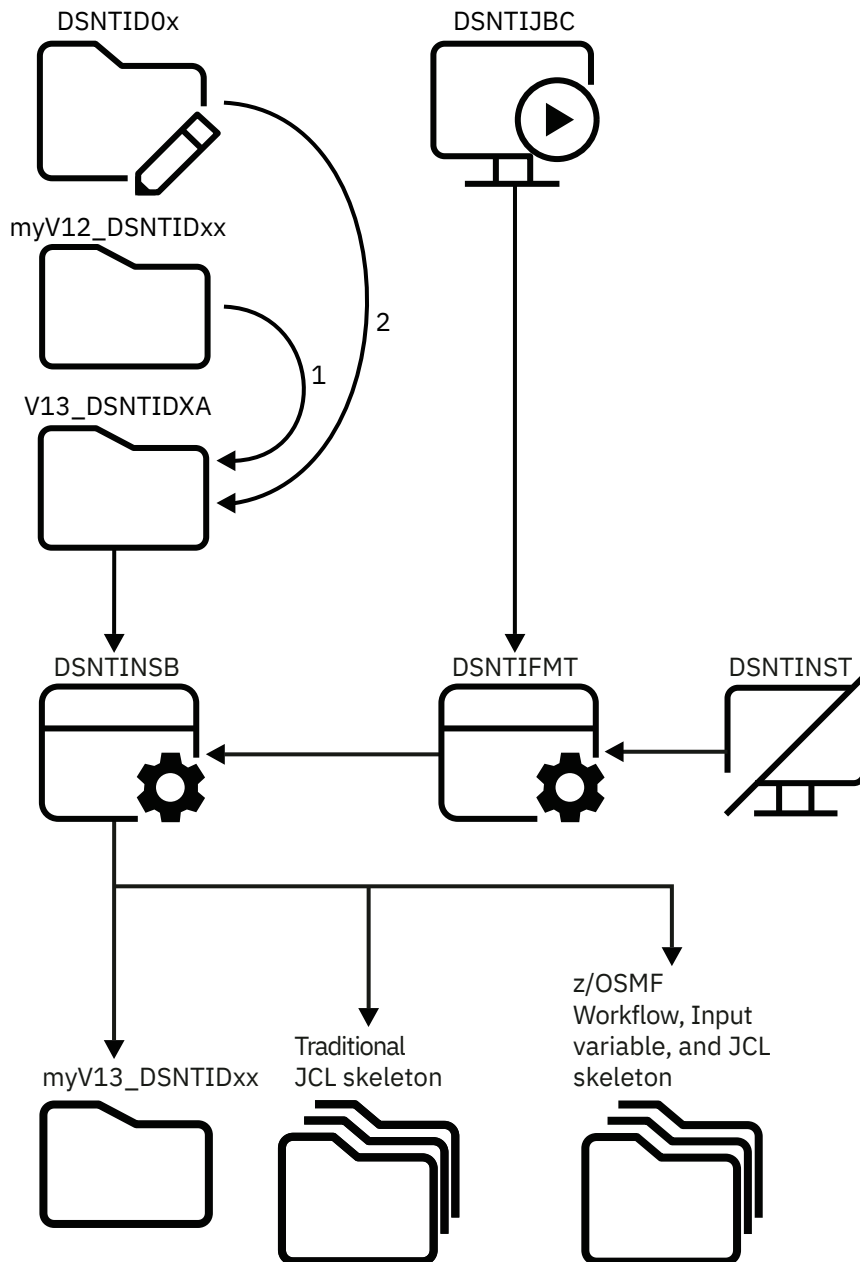 DSNTID0x
DSNTIJBC
myV12_DSNTIDxx
2
1
V13_DSNTIDXA
DSNTINSB
DSNTIFMT
DSNTINST
z/OSMF
Workflow, Input
variable, and JCL
skeleton
Traditional
JCL skeleton
myV13_DSNTIDxx